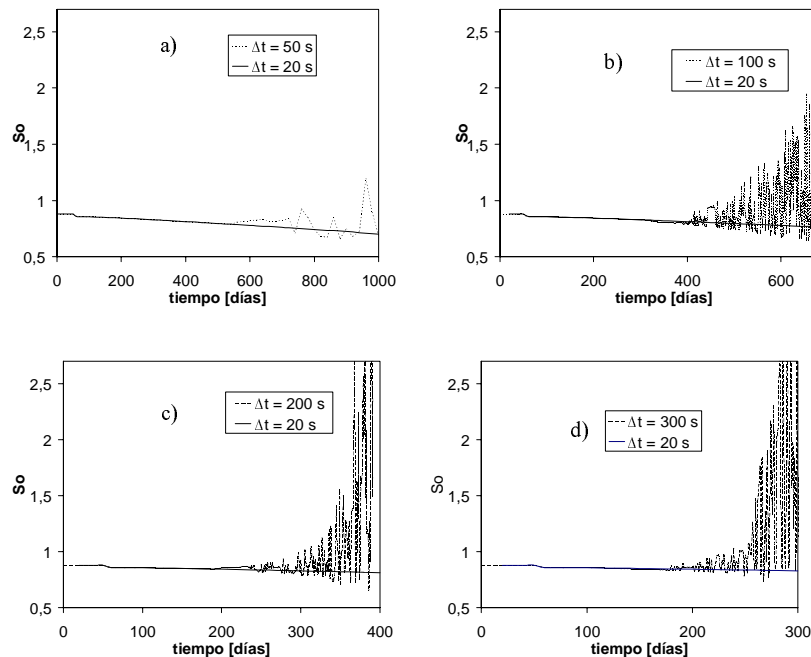 2,5
2
1,5
1
0,5
So
a)
Δt = 50 s
Δt = 20 s
0 200 400 600 800 1000
tiempo [días]
2,5
2
1,5
1
0,5
So
b)
Δt = 100 s
Δt = 20 s
0 200 400 600
tiempo [días]
2,5
2
1,5
1
0,5
So
c)
Δt = 200 s
Δt = 20 s
0 100 200 300 400
tiempo [días]
2,5
2
1,5
1
0,5
So
d)
Δt = 300 s
Δt = 20 s
0 100 200 300
tiempo [días]